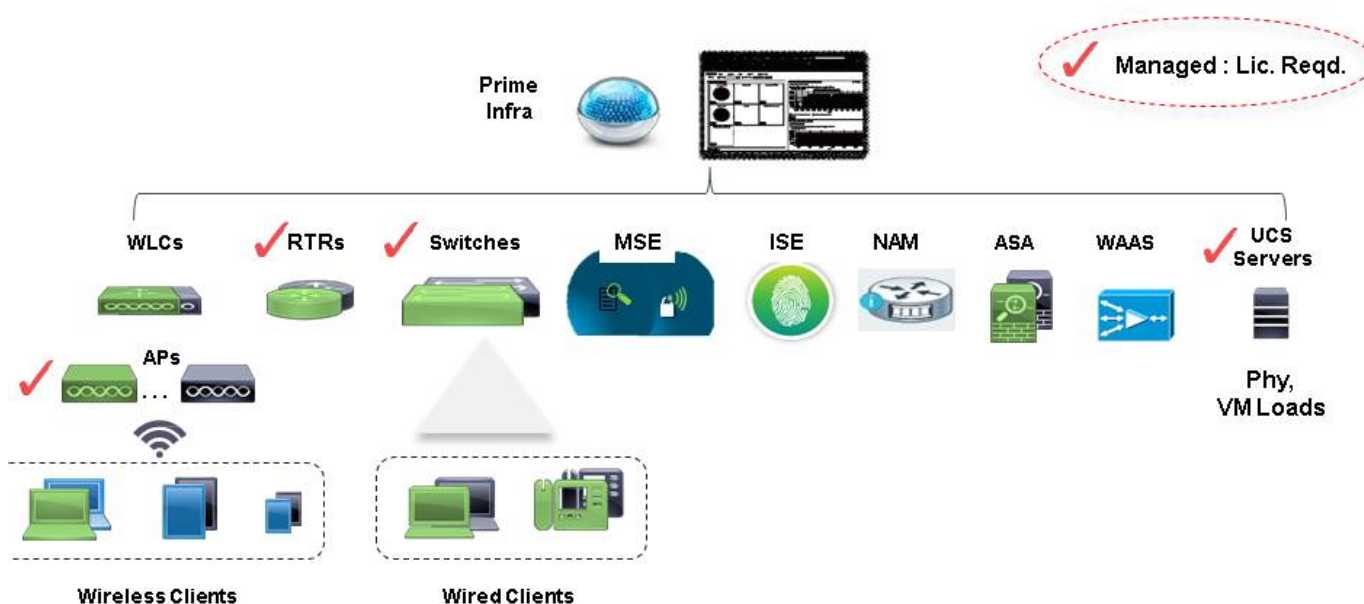 Prime
Infra
Managed : Lic. Reqd.
WLCs
RTRs
Switches
MSE
ISE
NAM
ASA
WAAS
UCS
Servers
APs
...
Phy,
VM Loads
Wireless Clients
Wired Clients